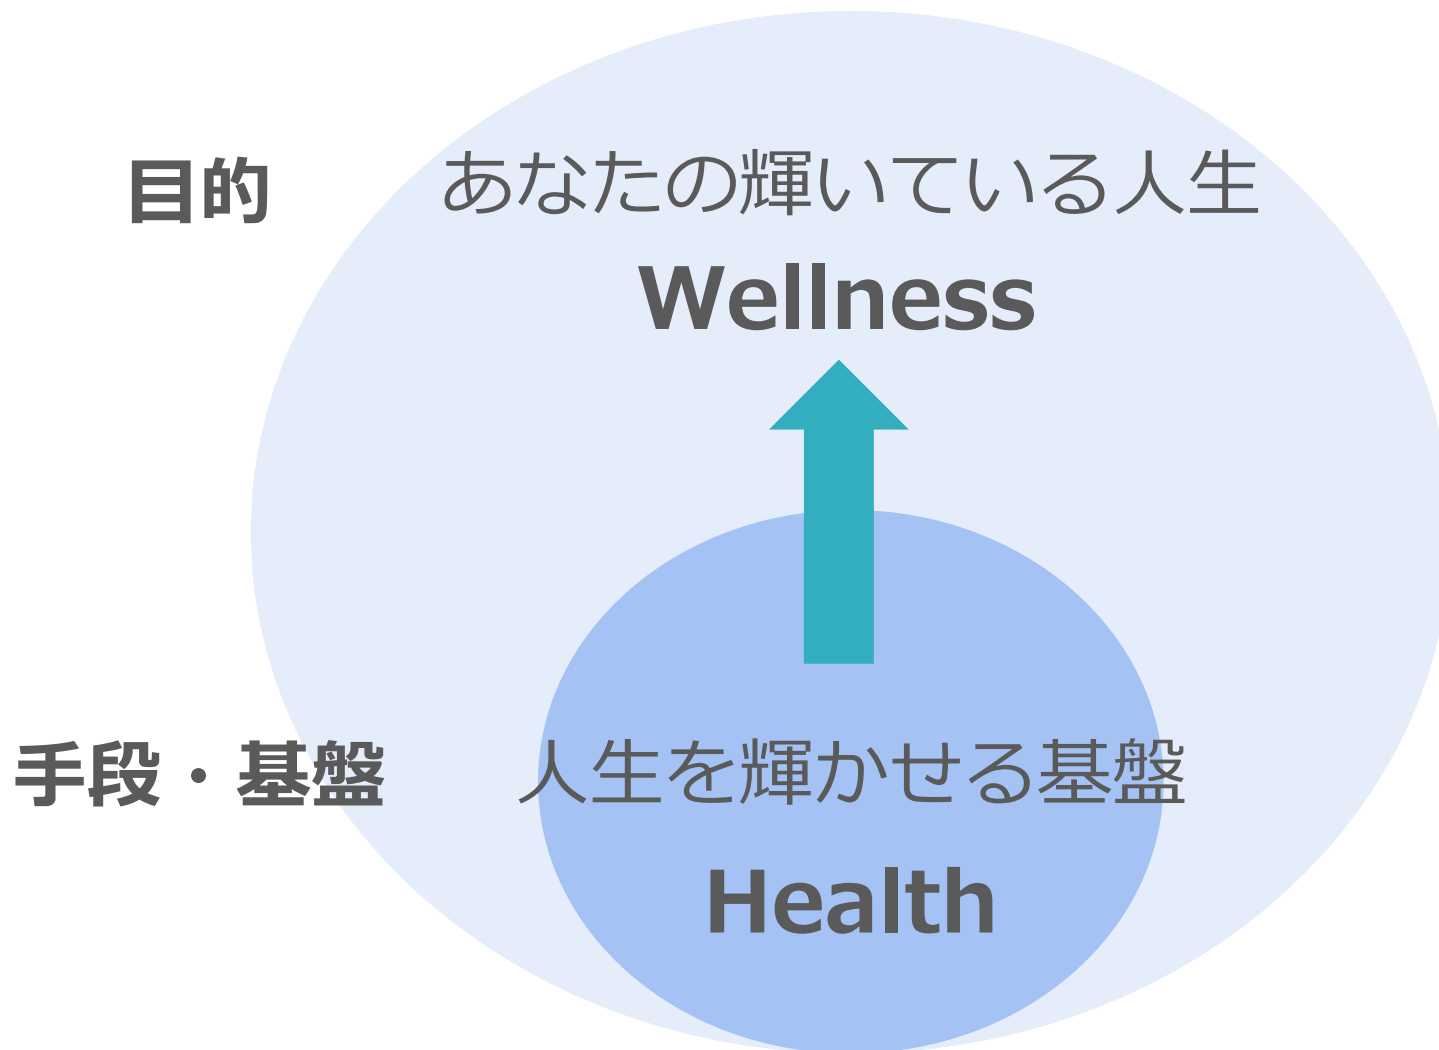 目的
あなたの輝いている人生
Wellness
手段・基盤
人生を輝かせる基盤
Health